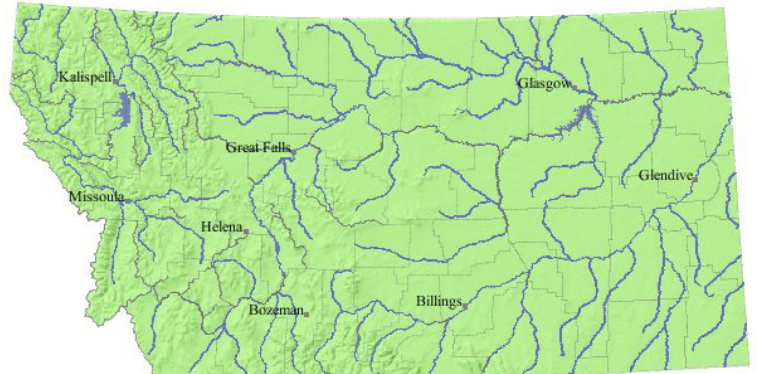 Kalispell
Glasgow
Great Falls
Glendive
Missoula
Helena
Billings
Bozeman